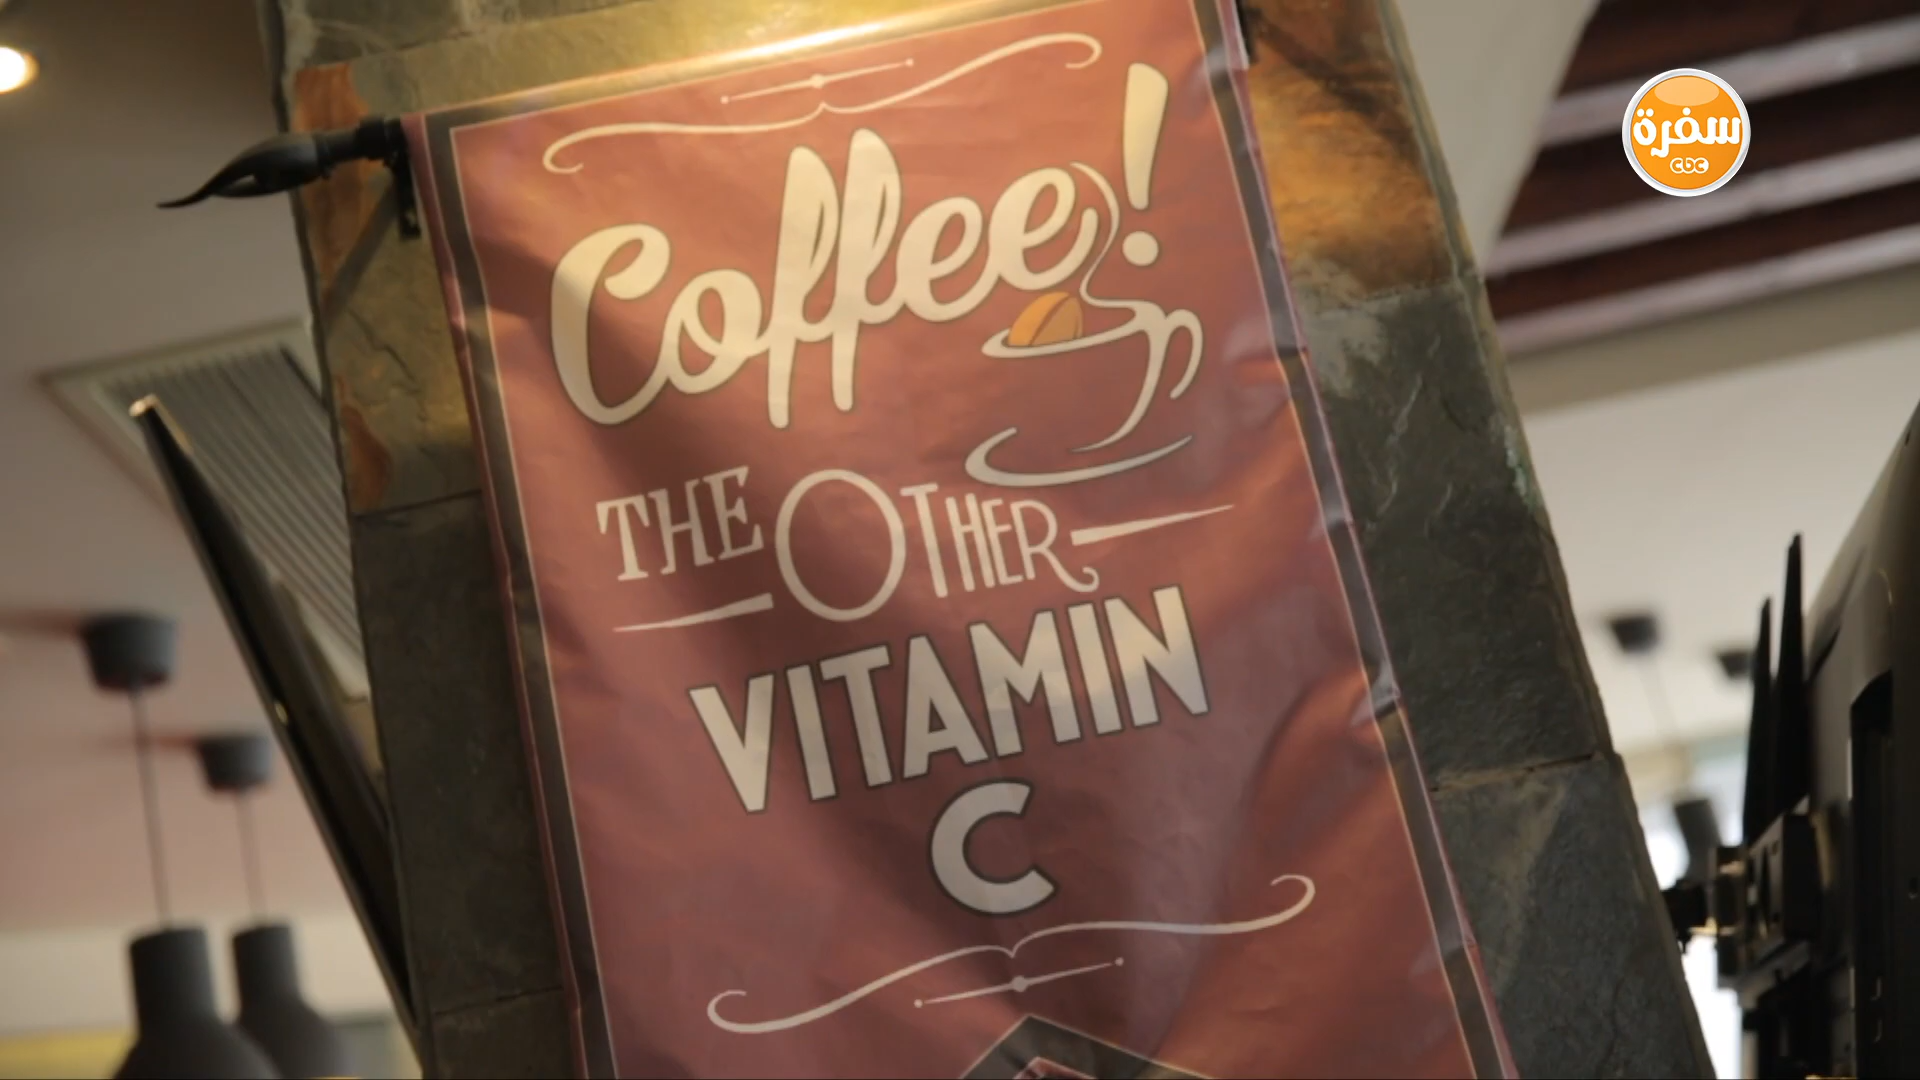 سفرة
cbc
Coffee!
THE OTHER
VITAMIN
C